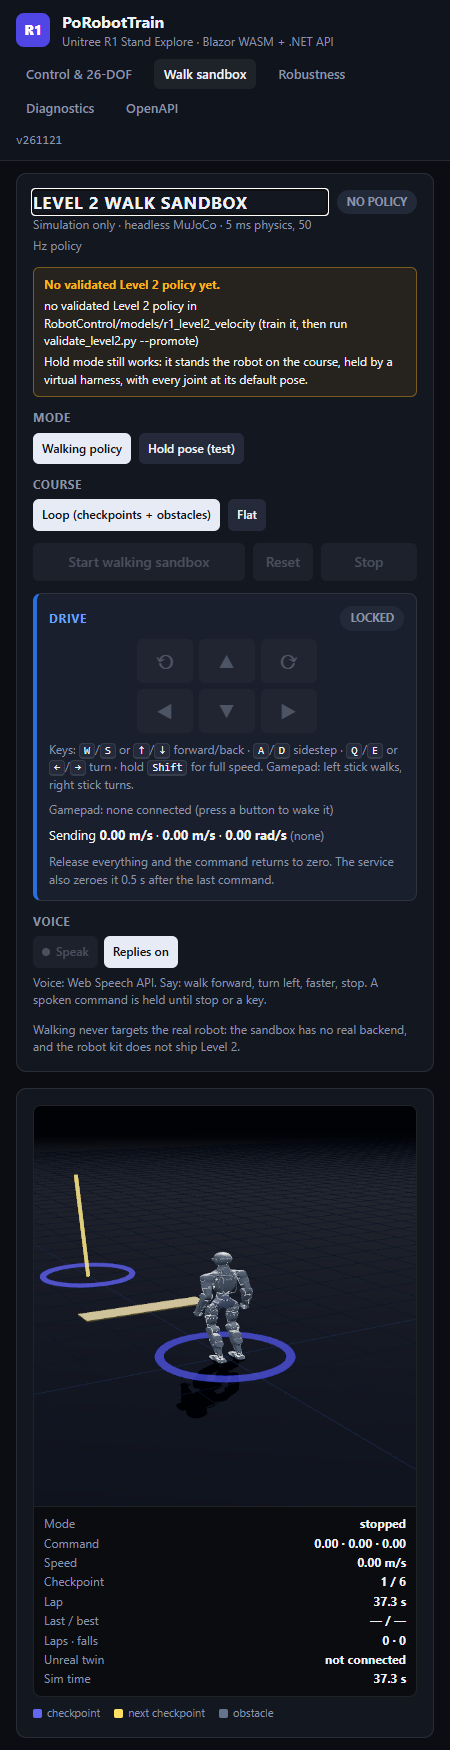 R1
PoRobotTrain
Unitree R1 Stand Explore · Blazor WASM + .NET API
Control & 26-DOF
Walk sandbox
Robustness
Diagnostics
OpenAPI
v261121
LEVEL 2 WALK SANDBOX
NO POLICY
Simulation only · headless MuJoCo · 5 ms physics, 50
Hz policy
No validated Level 2 policy yet.
no validated Level 2 policy in
RobotControl/models/r1_level2_velocity (train it, then run
validate_level2.py --promote)
Hold mode still works: it stands the robot on the course, held by a
virtual harness, with every joint at its default pose.
MODE
Walking policy
Hold pose (test)
COURSE
Loop (checkpoints + obstacles)
Flat
Start walking sandbox
Reset
Stop
DRIVE
LOCKED
Keys: W/S or ↑/↓ forward/back · A/D sidestep · Q/E or
←/→ turn · hold Shift for full speed. Gamepad: left stick walks,
right stick turns.
Gamepad: none connected (press a button to wake it)
Sending 0.00 m/s · 0.00 m/s · 0.00 rad/s (none)
Release everything and the command returns to zero. The service
also zeroes it 0.5 s after the last command.
VOICE
Speak
Replies on
Voice: Web Speech API. Say: walk forward, turn left, faster, stop. A
spoken command is held until stop or a key.
Walking never targets the real robot: the sandbox has no real backend,
and the robot kit does not ship Level 2.
Mode stopped
Command 0.00 · 0.00 · 0.00
Speed 0.00 m/s
Checkpoint 1 / 6
Lap 37.3 s
Last / best — / —
Laps · falls 0 · 0
Unreal twin not connected
Sim time 37.3 s
checkpoint
next checkpoint
obstacle